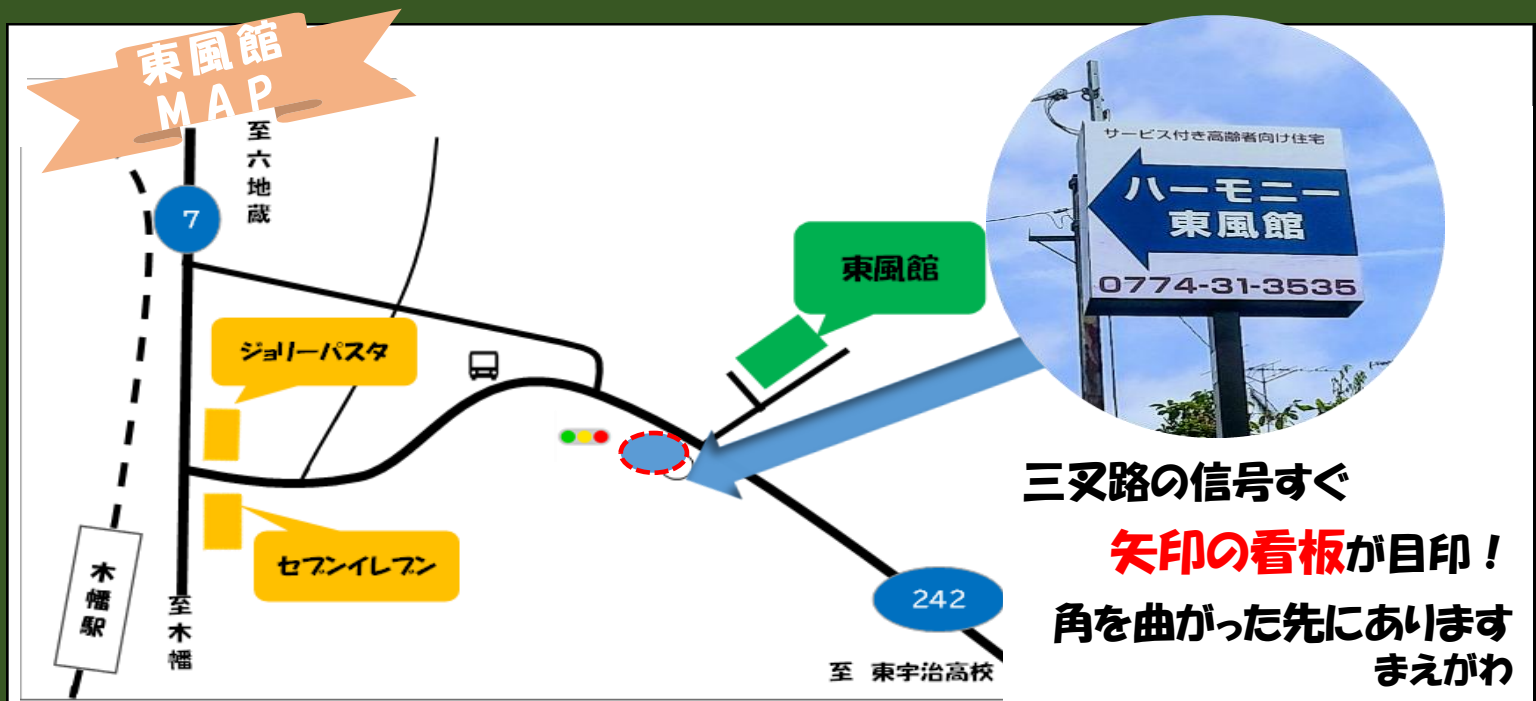 東風館
MAP
至六地蔵
7
ジョリーパスタ
セブンイレブン
木幡駅
至木幡
東風館
242
至 東宇治高校
サービス付き高齢者向け住宅
ハーモニー
東風館
0774-31-3535
三叉路の信号すぐ
矢印の看板が目印！
角を曲がった先にあります
まえがわ